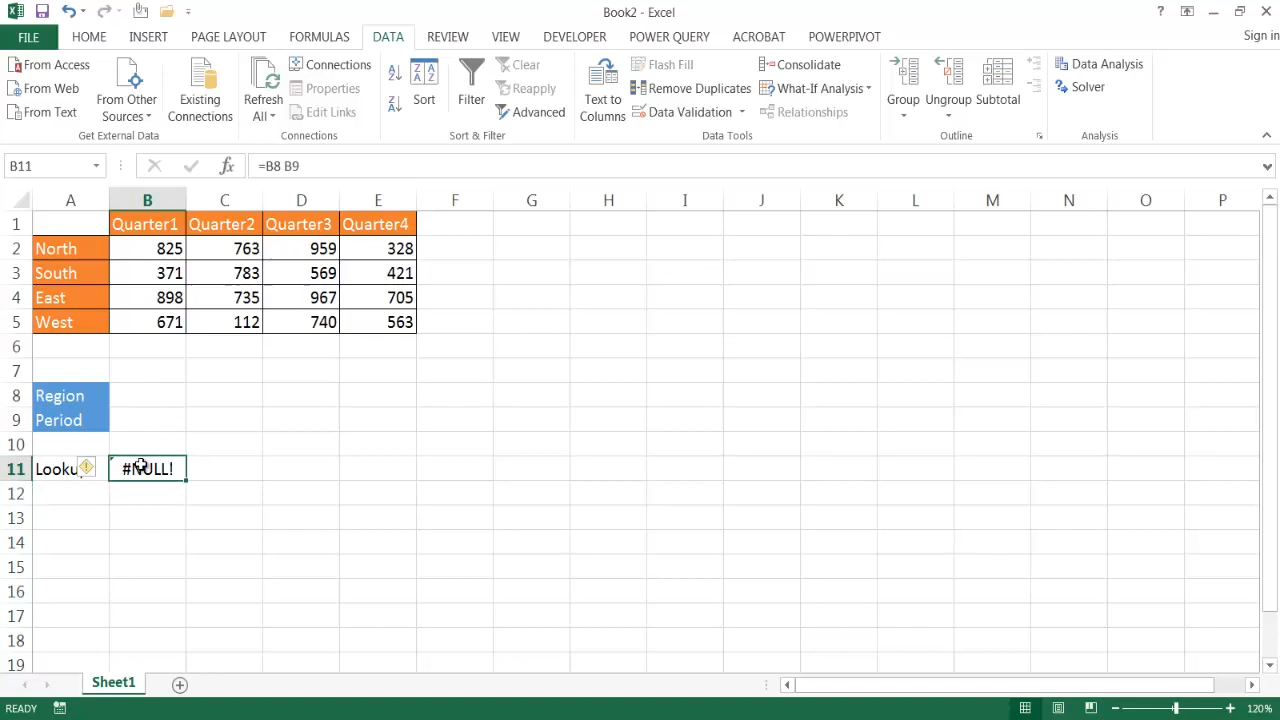 Book2 - Excel
?
FILE HOME INSERT PAGE LAYOUT FORMULAS DATA REVIEW VIEW DEVELOPER POWER QUERY ACROBAT POWERPIVOT Sign in
From Access
From Web
From Text
From Other Sources
Existing Connections
Get External Data
Refresh All
Connections
Properties
Edit Links
Connections
Sort
Filter
Clear
Reapply
Advanced
Sort & Filter
Text to Columns
Flash Fill
Remove Duplicates
Data Validation
Consolidate
What-If Analysis
Relationships
Data Tools
Group
Ungroup
Subtotal
Outline
Data Analysis
Solver
Analysis
B11 fx =B8 B9
A B C D E F G H I J K L M N O P
1 Quarter1 Quarter2 Quarter3 Quarter4
2 North 825 763 959 328
3 South 371 783 569 421
4 East 898 735 967 705
5 West 671 112 740 563
6
7
8 Region
9 Period
10
11 Looku #NULL!
12
13
14
15
16
17
18
19
Sheet1
READY 120%